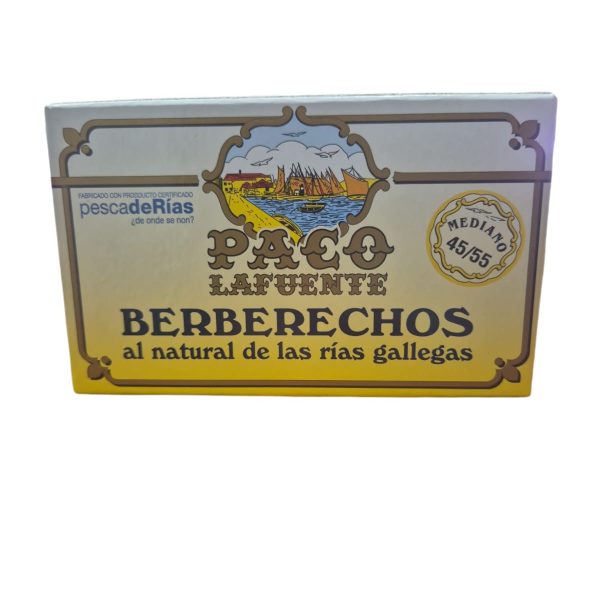 FABRICADO CON PRODUCTO CERTIFICADO
pescadeRías
¿de onde se non?
PACO
LAFUENTE
MEDIANO
45/55
BERBERECHOS
al natural de las rías gallegas